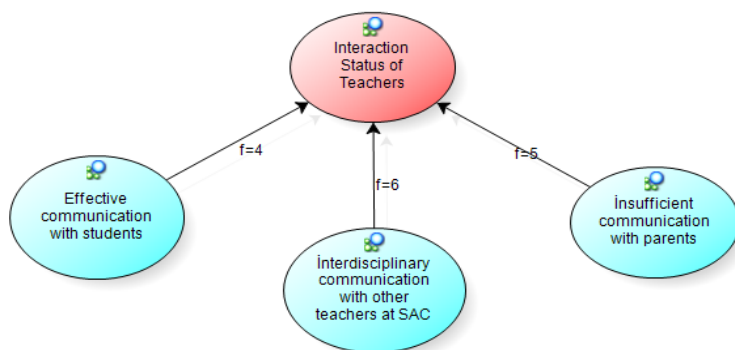 Interaction
Status of
Teachers
f=4
f=6
f=5
Effective
communication
with students
İnterdisciplinary
communication
with other
teachers at SAC
İnsufficient
communication
with parents